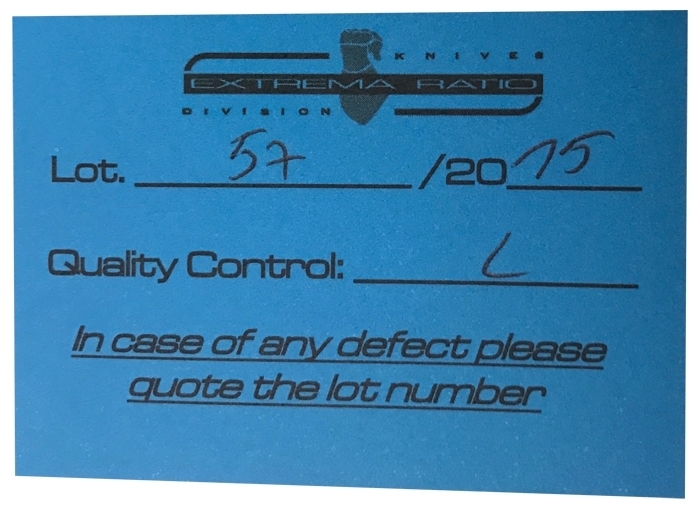 KNIVES
EXTREMA RATIO
DIVISION
Lot. 57 /2015
Quality Control: L
In case of any defect please
quote the lot number